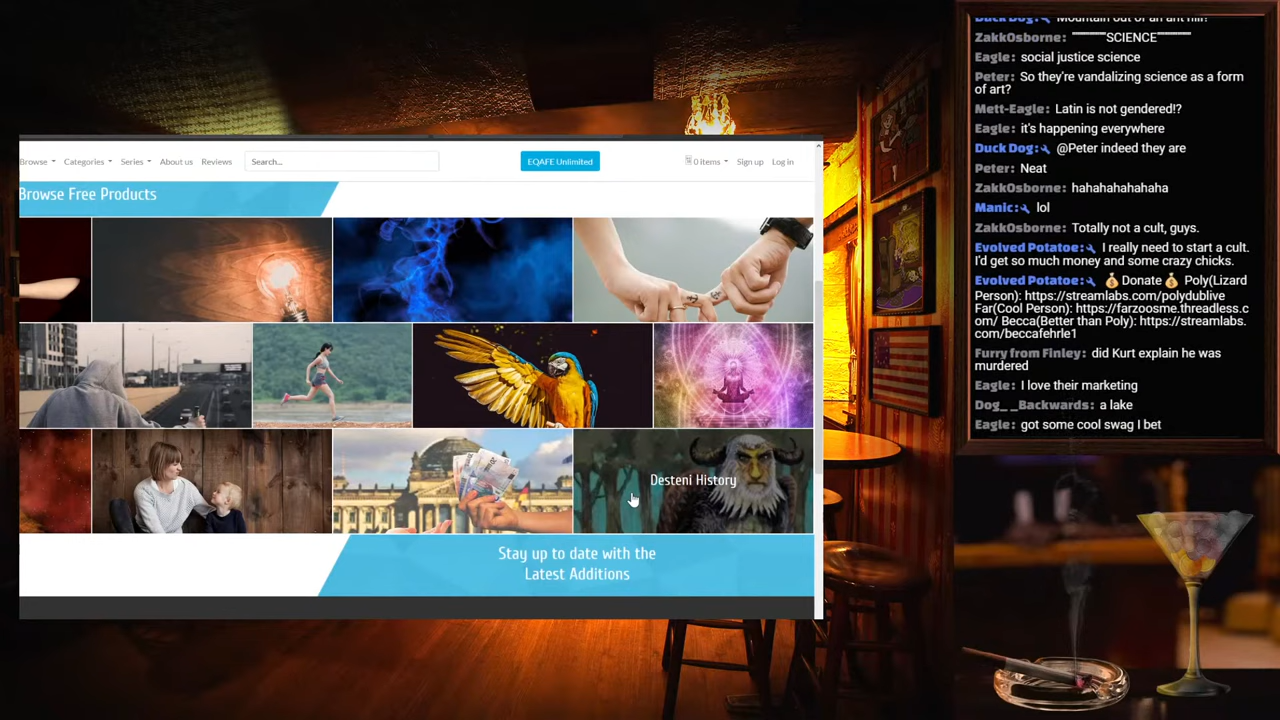 Browse
Categories
Series
About us
Reviews
Search...
EQAFE Unlimited
0 items
Sign up
Log in
Browse Free Products
Desteni History
Stay up to date with the
Latest Additions
Duck Dog: Mountain out of an ant hill!
ZakkOsborne: """""""SCIENCE"""""""
Eagle: social justice science
Peter: So they're vandalizing science as a form
of art?
Mett-Eagle: Latin is not gendered!?
Eagle: it's happening everywhere
Duck Dog: @Peter indeed they are
Peter: Neat
ZakkOsborne: hahahahahahaha
Manic: lol
ZakkOsborne: Totally not a cult, guys.
Evolved Potatoe: I really need to start a cult.
I'd get so much money and some crazy chicks.
Evolved Potatoe: 💰Donate💰 Poly(Lizard
Person): https://streamlabs.com/polydublive
Far(Cool Person): https://farzoosme.threadless.c
om/ Becca(Better than Poly): https://streamlabs.
com/beccafehrle1
Furry from Finley: did Kurt explain he was
murdered
Eagle: I love their marketing
Dog_ _Backwards: a lake
Eagle: got some cool swag I bet